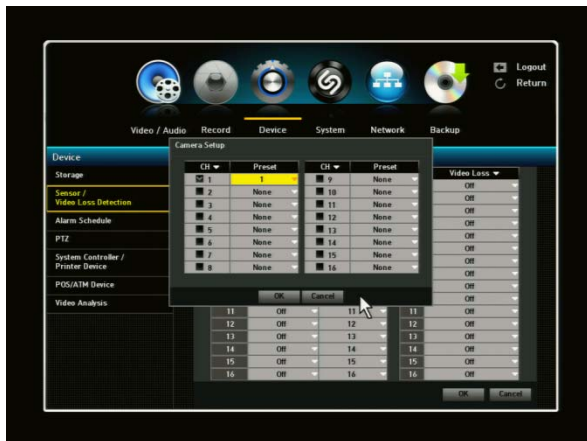 Logout
Return
Video / Audio Record Device System Network Backup
Device
Storage
Sensor /
Video Loss Detection
Alarm Schedule
PTZ
System Controller /
Printer Device
POS/ATM Device
Video Analysis
Camera Setup
CH Preset CH Preset
1 1 9 None
2 None 10 None
3 None 11 None
4 None 12 None
5 None 13 None
6 None 14 None
7 None 15 None
8 None 16 None
OK Cancel
Video Loss
Off
Off
Off
Off
Off
Off
Off
Off
Off
Off
11 Off 11 11 Off
12 Off 12 12 Off
13 Off 13 13 Off
14 Off 14 14 Off
15 Off 15 15 Off
16 Off 16 16 Off
OK Cancel